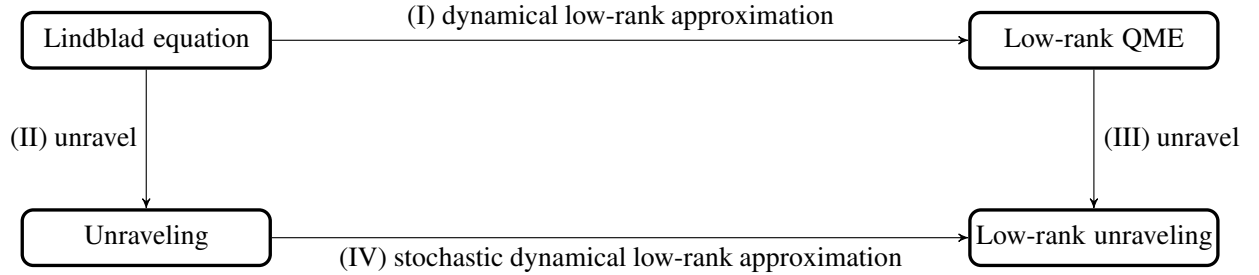 (I) dynamical low-rank approximation
Lindblad equation
Low-rank QME
(II) unravel
(III) unravel
Unraveling
Low-rank unraveling
(IV) stochastic dynamical low-rank approximation